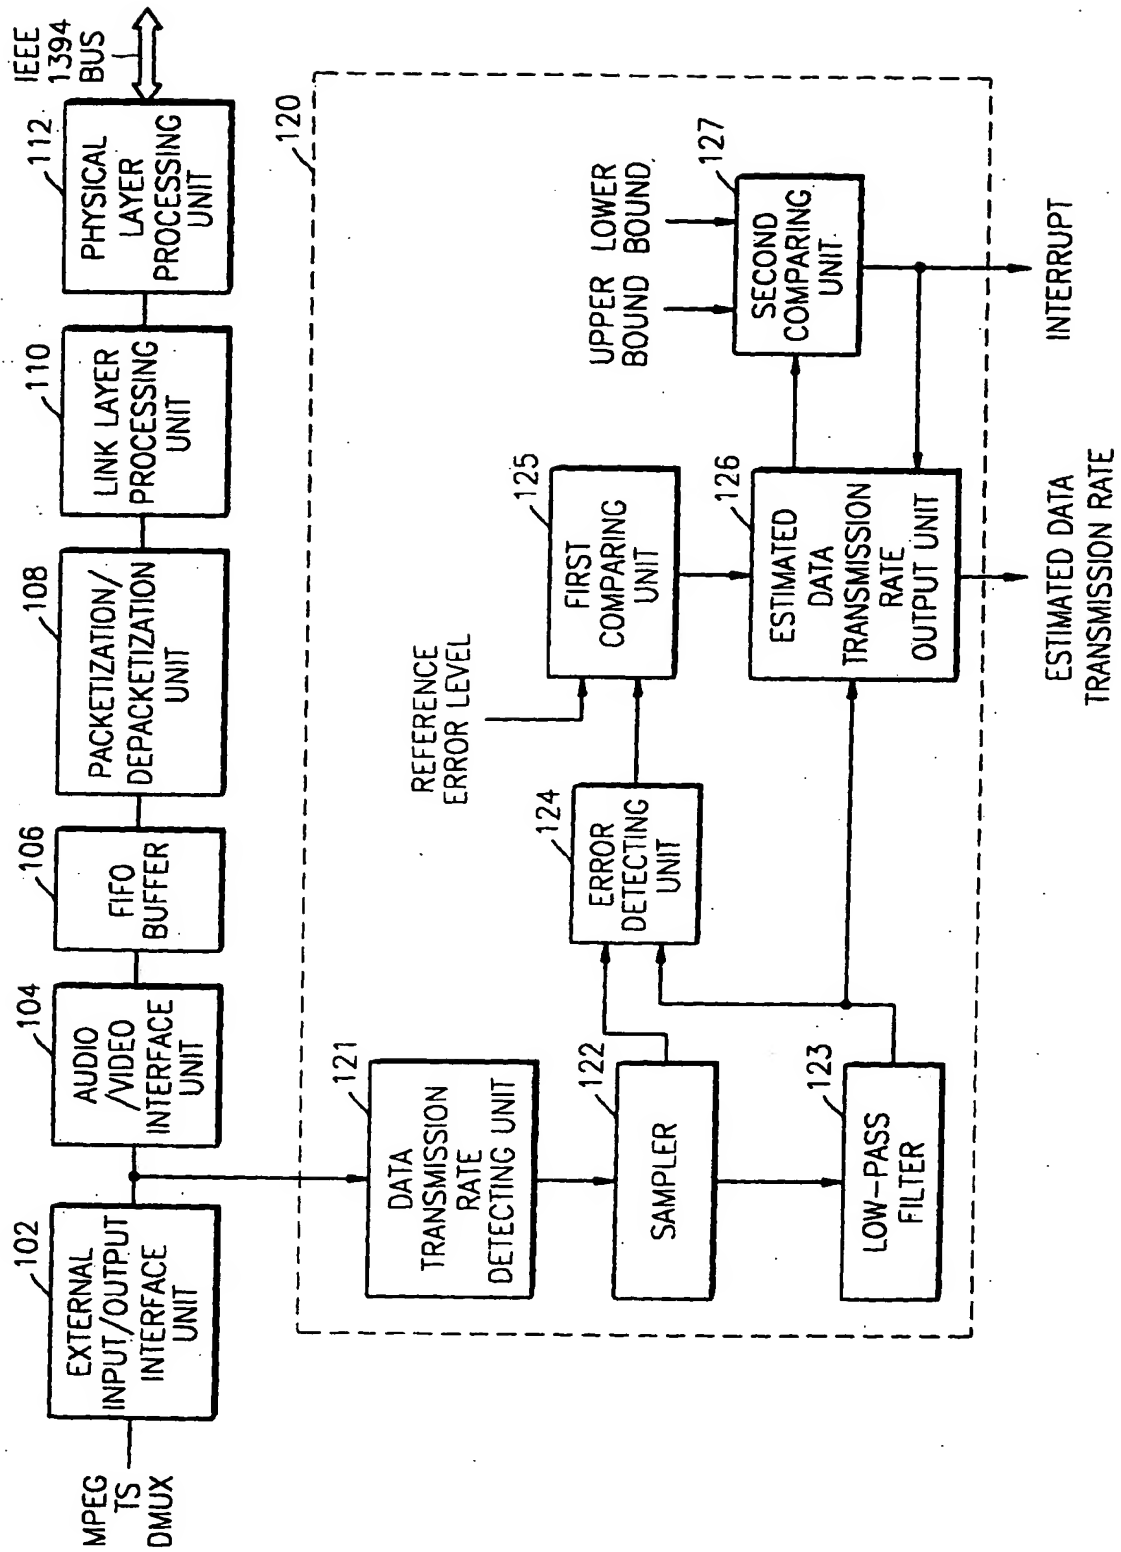 MPEG
TS
DMUX
102
EXTERNAL
INPUT/OUTPUT
INTERFACE
UNIT
104
AUDIO
/VIDEO
INTERFACE
UNIT
106
FIFO
BUFFER
108
PACKETIZATION/
DEPACKETIZATION
UNIT
110
LINK LAYER
PROCESSING
UNIT
112
PHYSICAL
LAYER
PROCESSING
UNIT
IEEE
1394
BUS
120
121
DATA
TRANSMISSION
RATE
DETECTING UNIT
122
SAMPLER
123
LOW-PASS
FILTER
124
ERROR
DETECTING
UNIT
REFERENCE
ERROR LEVEL
125
FIRST
COMPARING
UNIT
126
ESTIMATED
DATA
TRANSMISSION
RATE
OUTPUT UNIT
UPPER
BOUND
LOWER
BOUND
127
SECOND
COMPARING
UNIT
ESTIMATED DATA
TRANSMISSION RATE
INTERRUPT